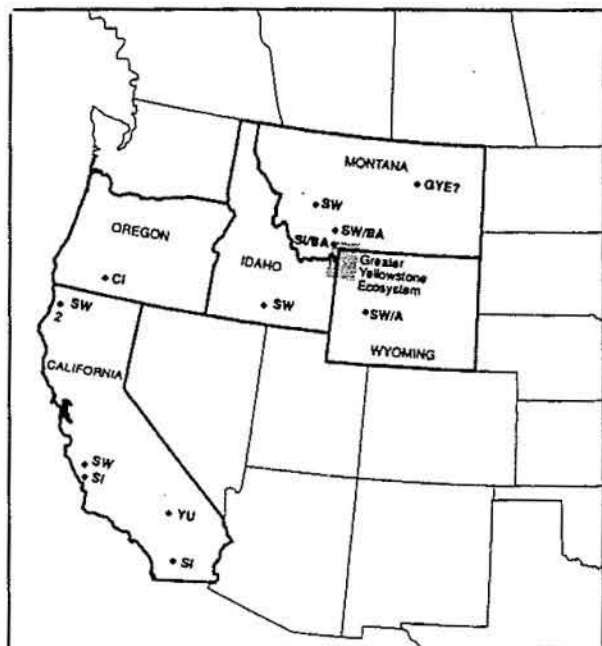 MONTANA
GYE?
SW
SW/BA
SI/BA
OREGON
IDAHO
Greater
Yellowstone
Ecosystem
CI
SW
SW
2
SW/A
WYOMING
CALIFORNIA
SW
SI
YU
SI